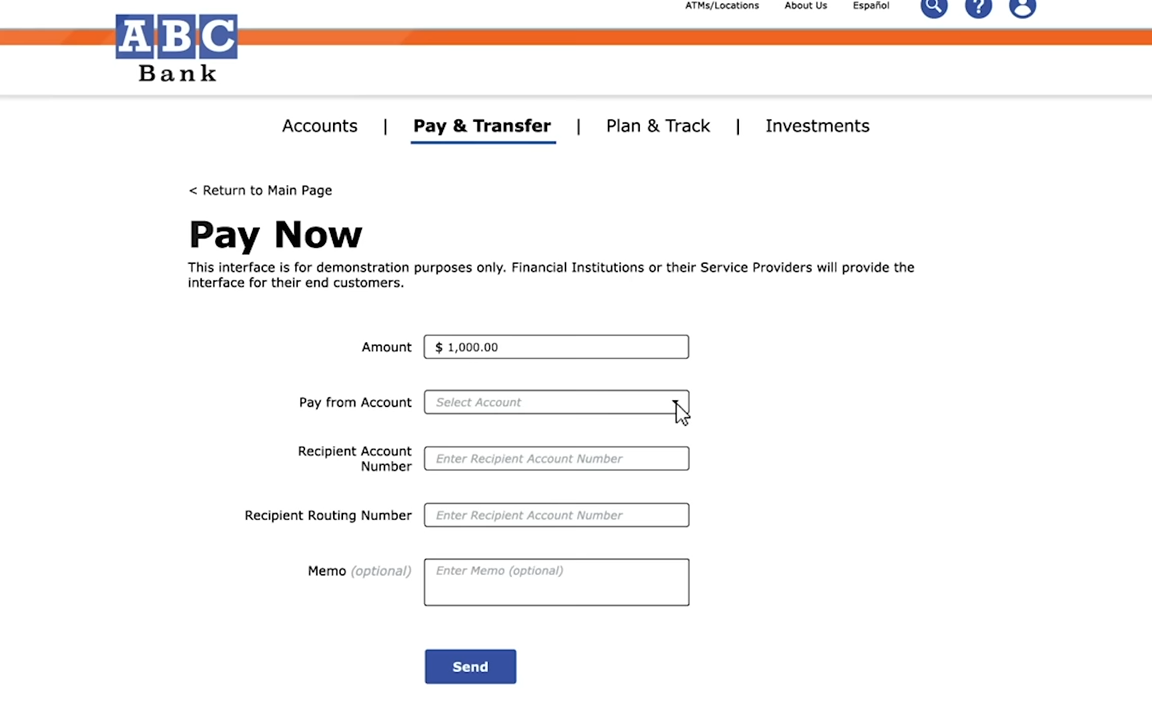 ATMs/Locations About Us Español ?
ABC
Bank
Accounts | Pay & Transfer | Plan & Track | Investments
< Return to Main Page
Pay Now
This interface is for demonstration purposes only. Financial Institutions or their Service Providers will provide the
interface for their end customers.
Amount $ 1,000.00
Pay from Account Select Account
Recipient Account
Number Enter Recipient Account Number
Recipient Routing Number Enter Recipient Account Number
Memo (optional) Enter Memo (optional)
Send